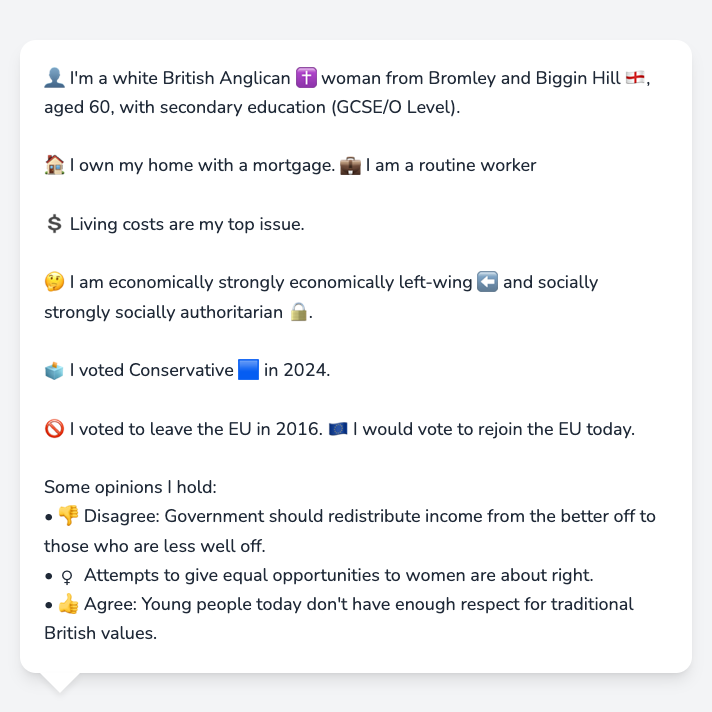 👤 I'm a white British Anglican ✝️ woman from Bromley and Biggin Hill 🏴󠁧󠁢󠁥󠁮󠁧󠁿,
aged 60, with secondary education (GCSE/O Level).
🏠 I own my home with a mortgage. 💼 I am a routine worker
💲 Living costs are my top issue.
🤔 I am economically strongly economically left-wing ⬅️ and socially
strongly socially authoritarian 🔒.
🗳️ I voted Conservative 🟦 in 2024.
🚫 I voted to leave the EU in 2016. 🇪🇺 I would vote to rejoin the EU today.
Some opinions I hold:
• 👎 Disagree: Government should redistribute income from the better off to
those who are less well off.
• ♀ Attempts to give equal opportunities to women are about right.
• 👍 Agree: Young people today don't have enough respect for traditional
British values.